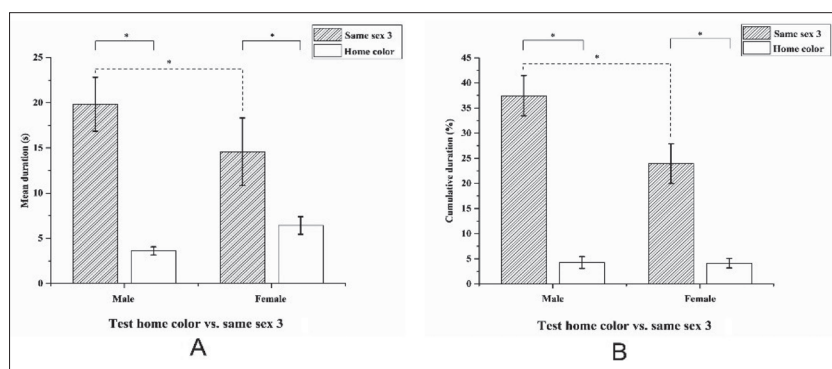 Same sex 3
Home color
*
*
*
25
20
15
10
5
0
Mean duration (s)
Male
Female
Test home color vs. same sex 3
A
Same sex 3
Home color
*
*
*
45
40
35
30
25
20
15
10
5
0
Cumulative duration (%)
Male
Female
Test home color vs. same sex 3
B